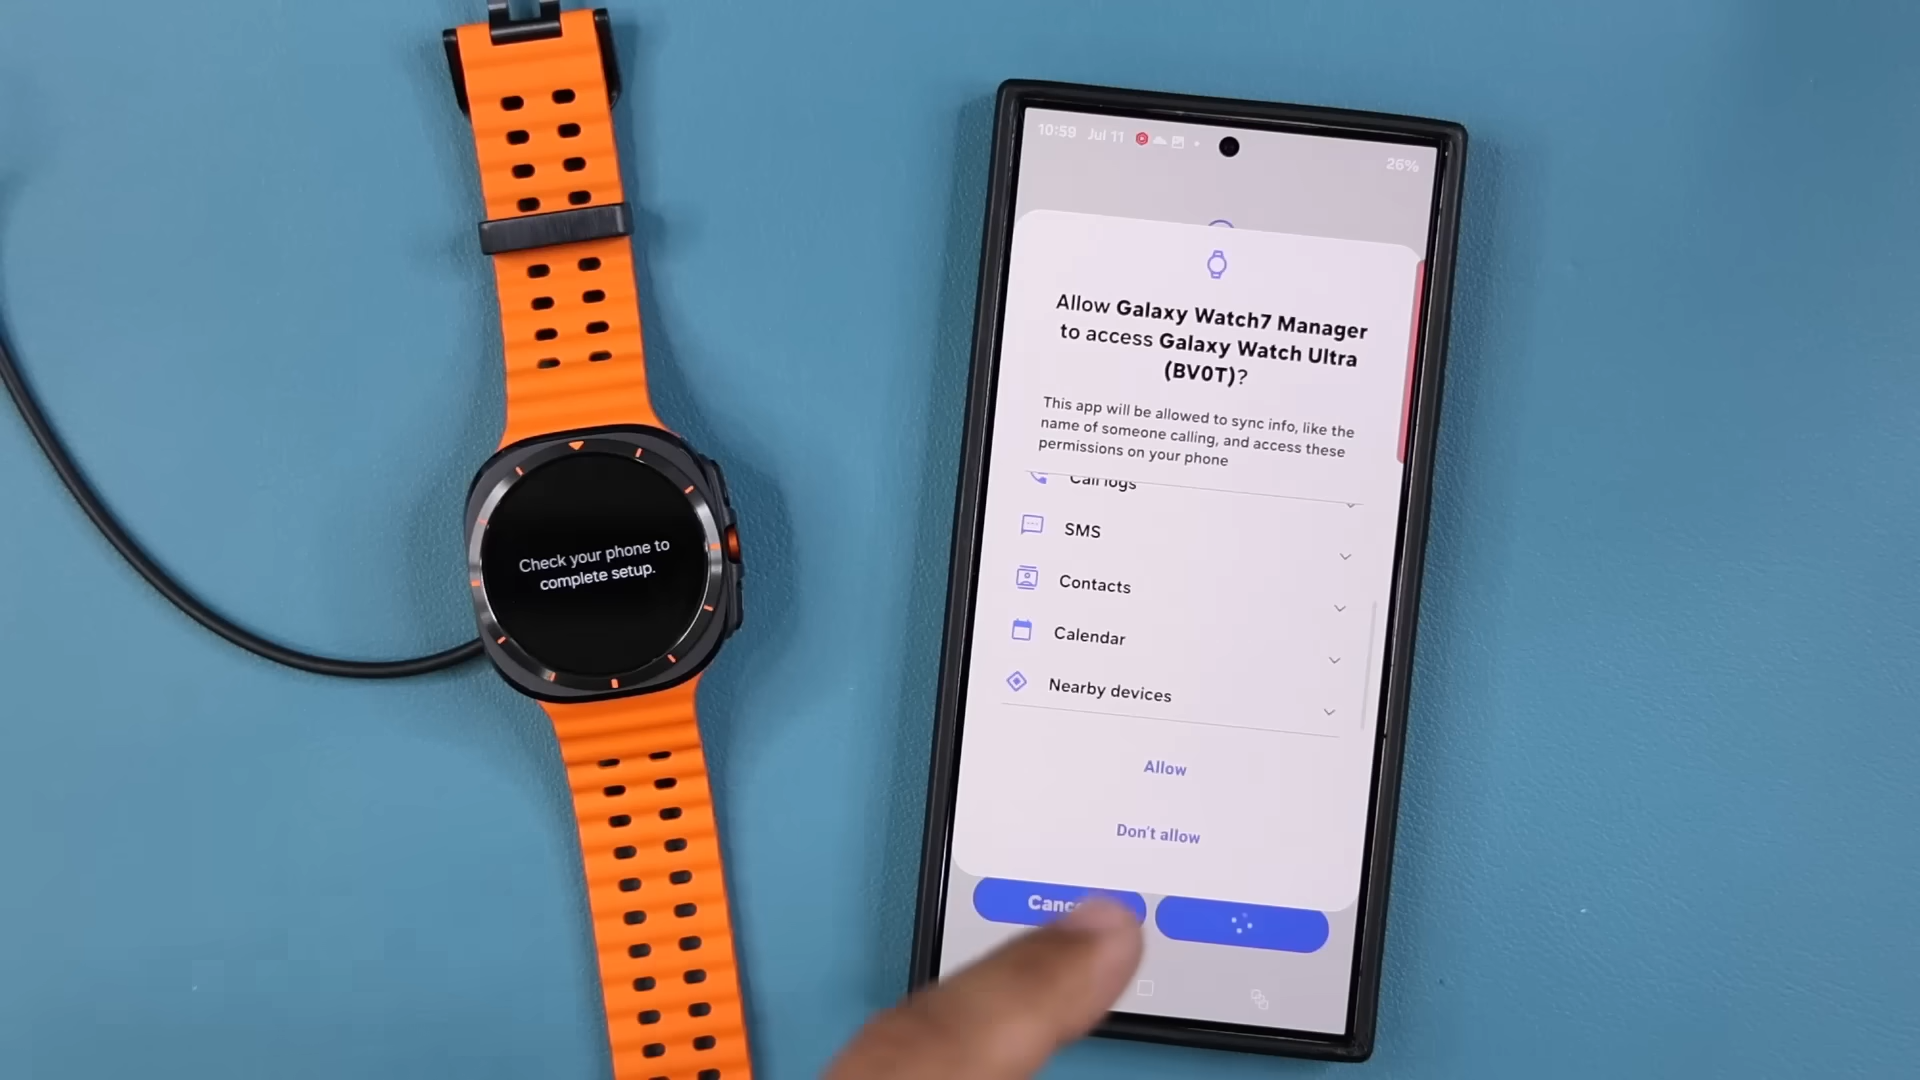 10:59 Jul 11
26%
Allow Galaxy Watch7 Manager
to access Galaxy Watch Ultra
(BV0T)?
This app will be allowed to sync info, like the
name of someone calling, and access these
permissions on your phone
Call logs
SMS
Contacts
Calendar
Nearby devices
Allow
Don't allow
Check your phone to
complete setup.